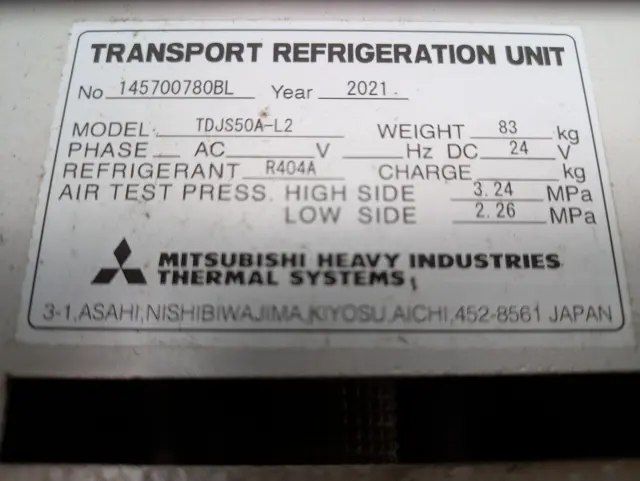 TRANSPORT REFRIGERATION UNIT
No 145700780BL Year 2021.
MODEL TDJS50A-L2 WEIGHT 83 kg
PHASE AC V Hz DC 24 V
REFRIGERANT R404A CHARGE kg
AIR TEST PRESS. HIGH SIDE 3.24 MPa
LOW SIDE 2.26 MPa
MITSUBISHI HEAVY INDUSTRIES
THERMAL SYSTEMS,
3-1,ASAHI,NISHIBIWAJIMA,KIYOSU,AICHI,452-8561 JAPAN